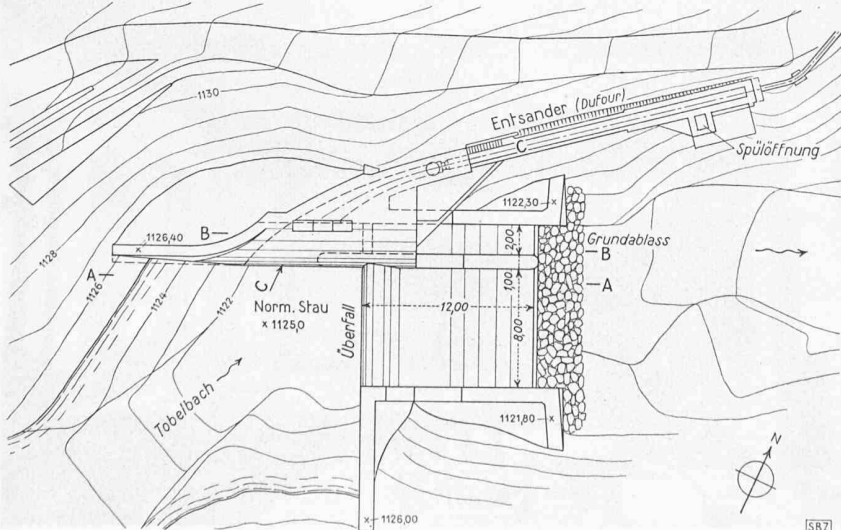 1130
Entsander (Dufour)
C
Spülöffnung
1122,30 x
B
x 1126,40
2,00
Grundablass
B
1128
A
1126
1124
1122
C
Norm. Stau
x 1125,0
Überfall
12,00
1,00
8,00
A
Tobelbach
1121,80 x
N
x 1126,00
SBZ